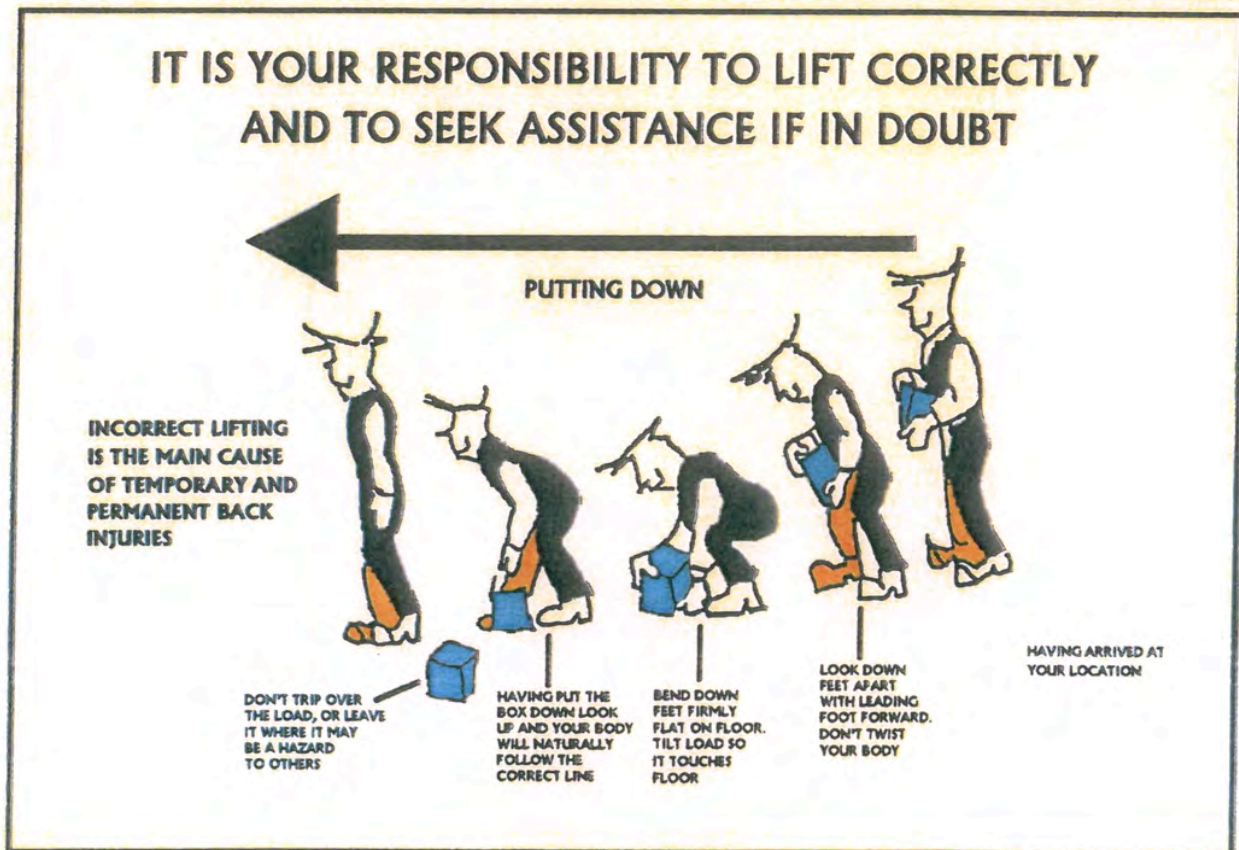 IT IS YOUR RESPONSIBILITY TO LIFT CORRECTLY
AND TO SEEK ASSISTANCE IF IN DOUBT
PUTTING DOWN
INCORRECT LIFTING
IS THE MAIN CAUSE
OF TEMPORARY AND
PERMANENT BACK
INJURIES
HAVING ARRIVED AT
YOUR LOCATION
LOOK DOWN
FEET APART
WITH LEADING
FOOT FORWARD.
DON'T TWIST
YOUR BODY
BEND DOWN
FEET FIRMLY
FLAT ON FLOOR.
TILT LOAD SO
IT TOUCHES
FLOOR
HAVING PUT THE
BOX DOWN LOOK
UP AND YOUR BODY
WILL NATURALLY
FOLLOW THE
CORRECT LINE
DON'T TRIP OVER
THE LOAD, OR LEAVE
IT WHERE IT MAY
BE A HAZARD
TO OTHERS